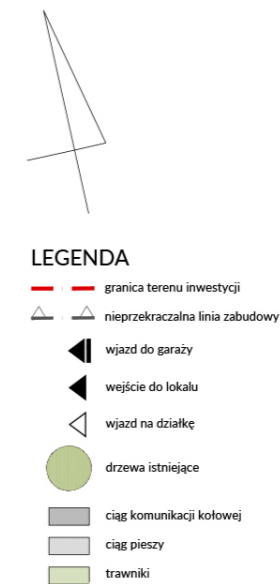 LEGENDA
granica terenu inwestycji
nieprzekraczalna linia zabudowy
wjazd do garaży
wejście do lokalu
wjazd na działkę
drzewa istniejące
ciąg komunikacji kołowej
ciąg pieszy
trawniki